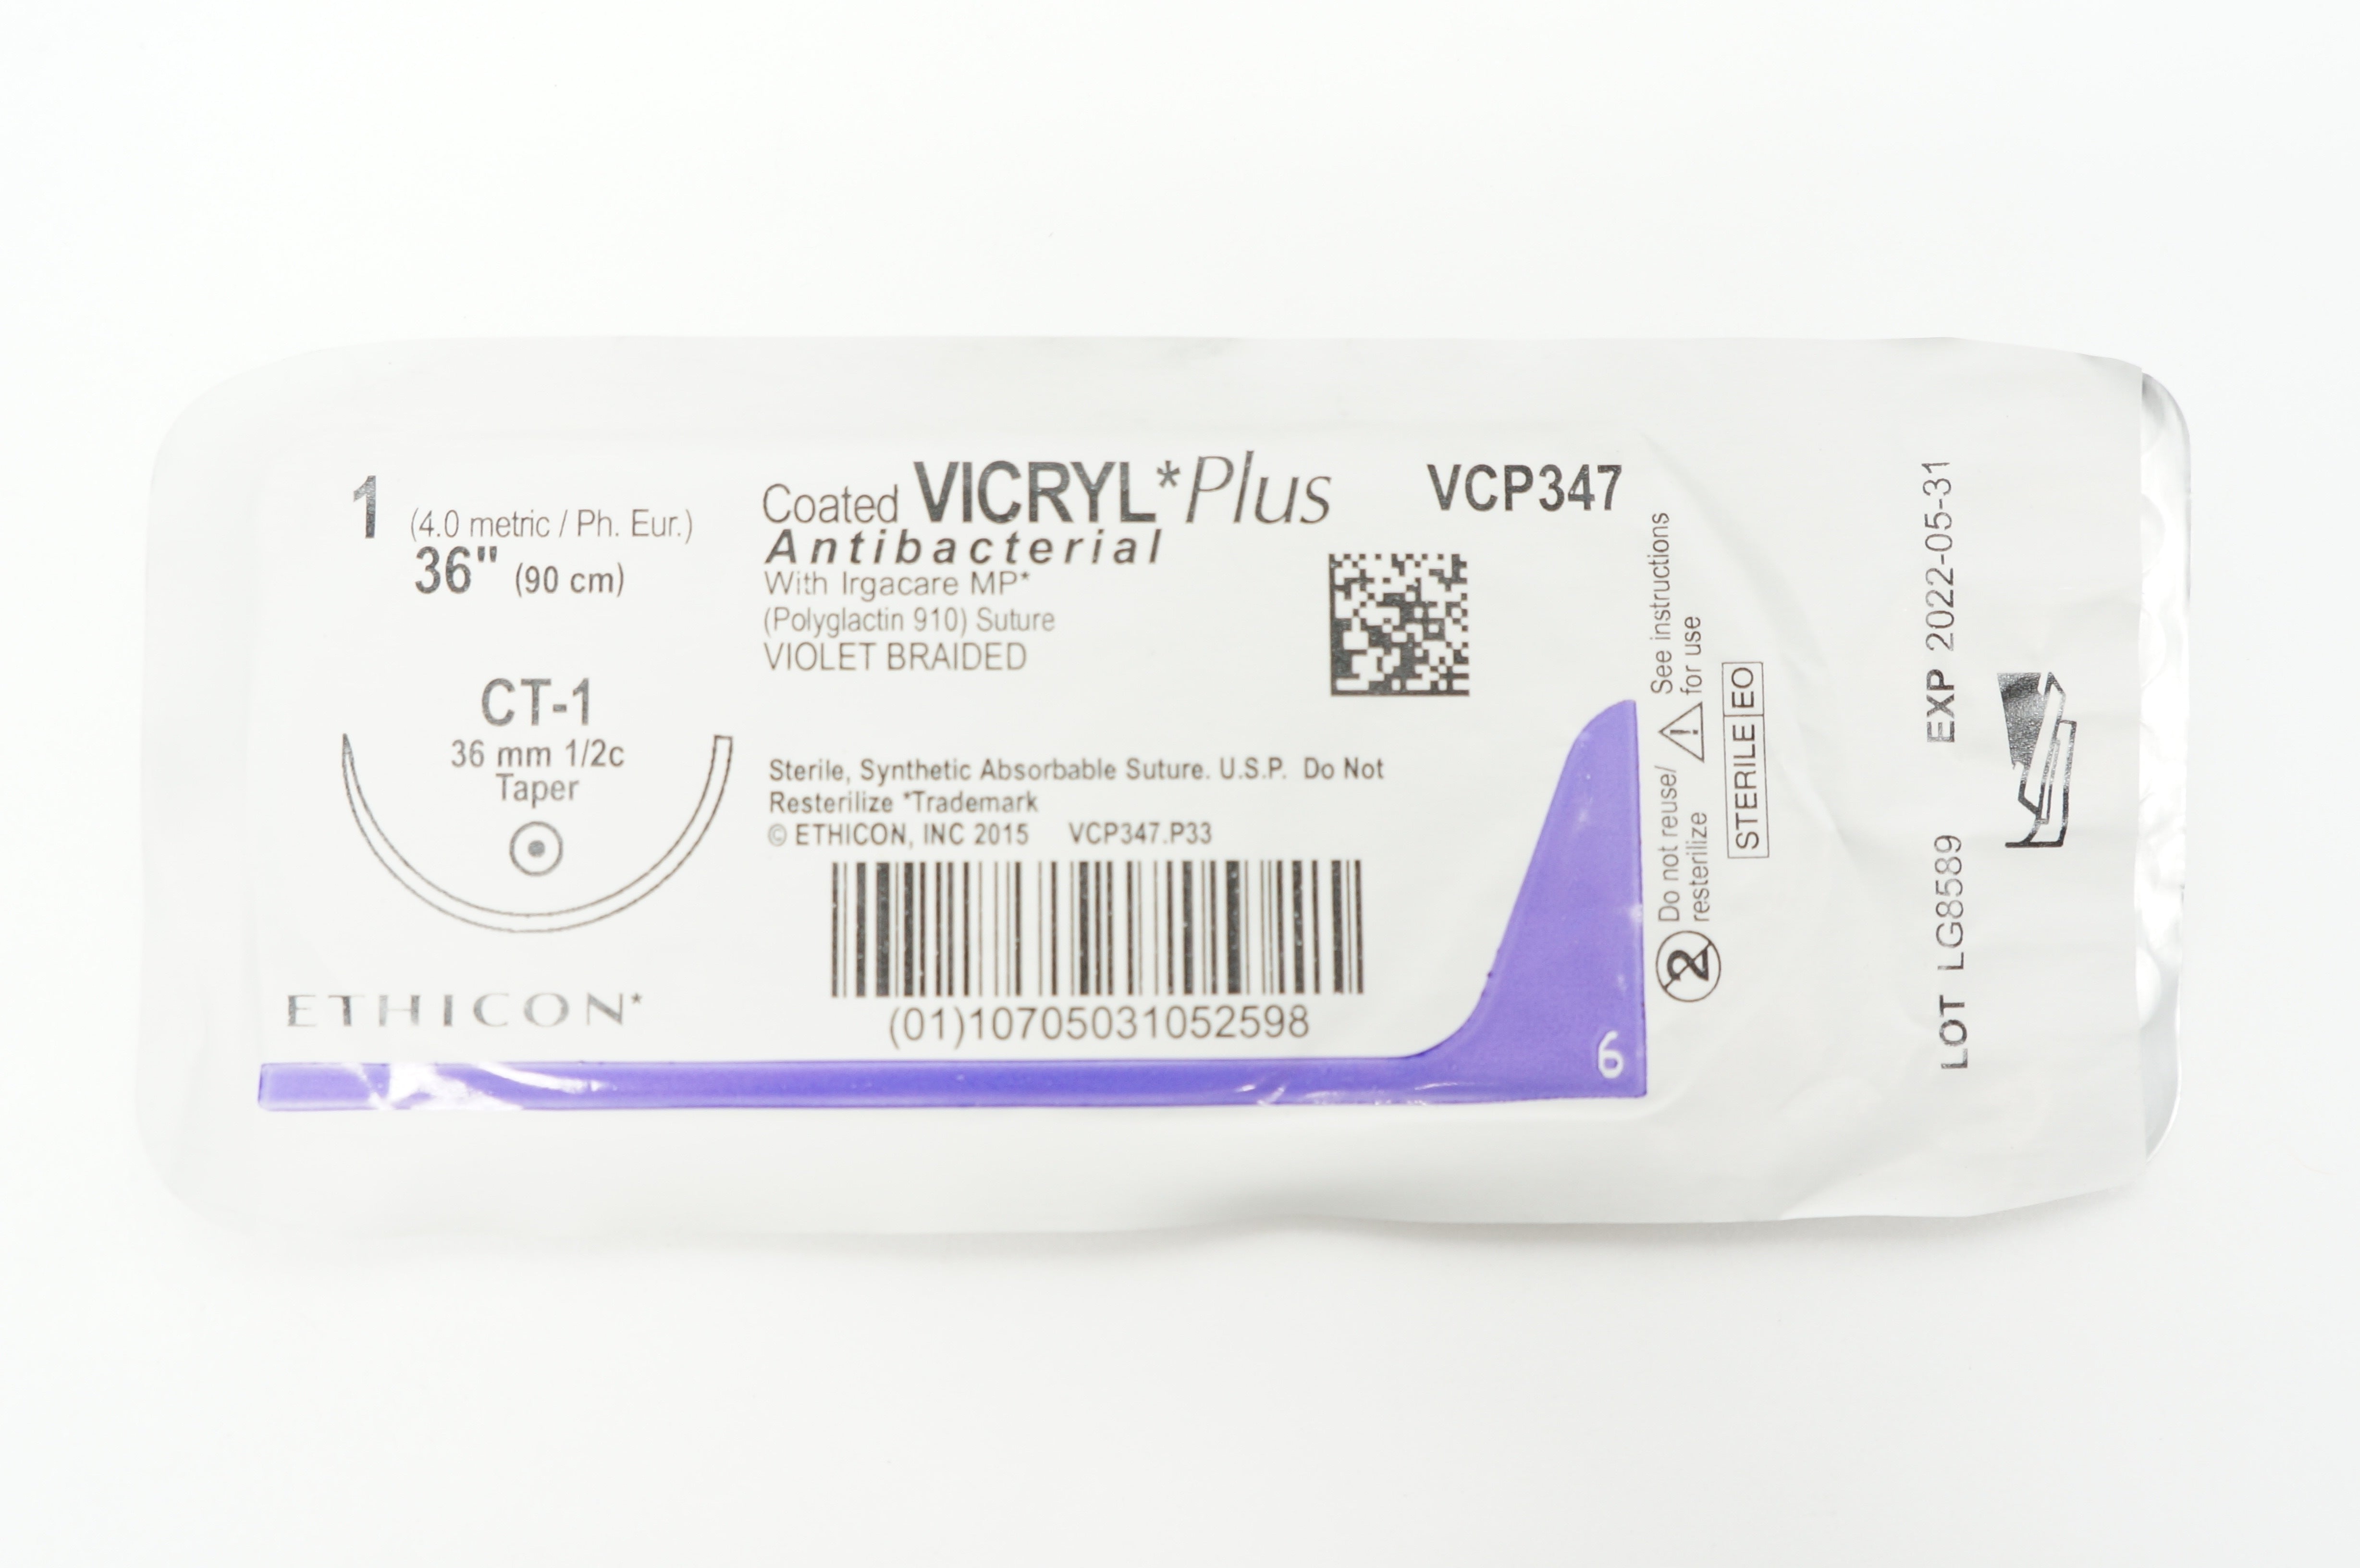 1 (4.0 metric / Ph. Eur.)
36" (90 cm)
CT-1
36 mm 1/2c
Taper
ETHICON*
Coated VICRYL* Plus
Antibacterial
With Irgacare MP*
(Polyglactin 910) Suture
VIOLET BRAIDED
VCP347
Sterile, Synthetic Absorbable Suture. U.S.P. Do Not
Resterilize *Trademark
© ETHICON, INC 2015 VCP347.P33
(01)10705031052598
6
2 Do not reuse/
resterilize
See instructions
for use
STERILE EO
LOT LG8589 EXP 2022-05-31